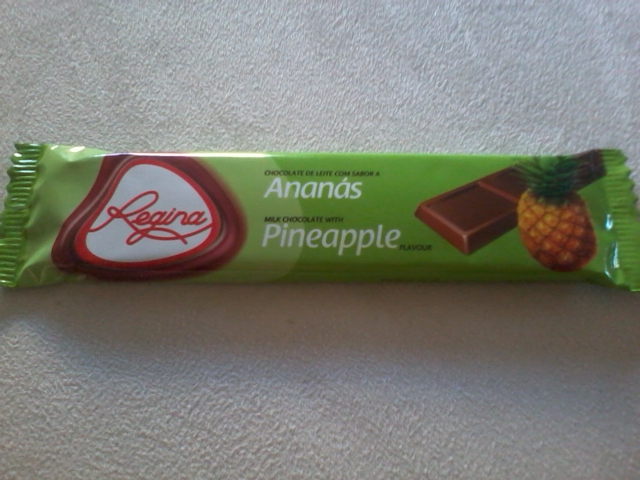 Regina
CHOCOLATE DE LEITE COM SABOR A
Ananás
MILK CHOCOLATE WITH
Pineapple FLAVOUR